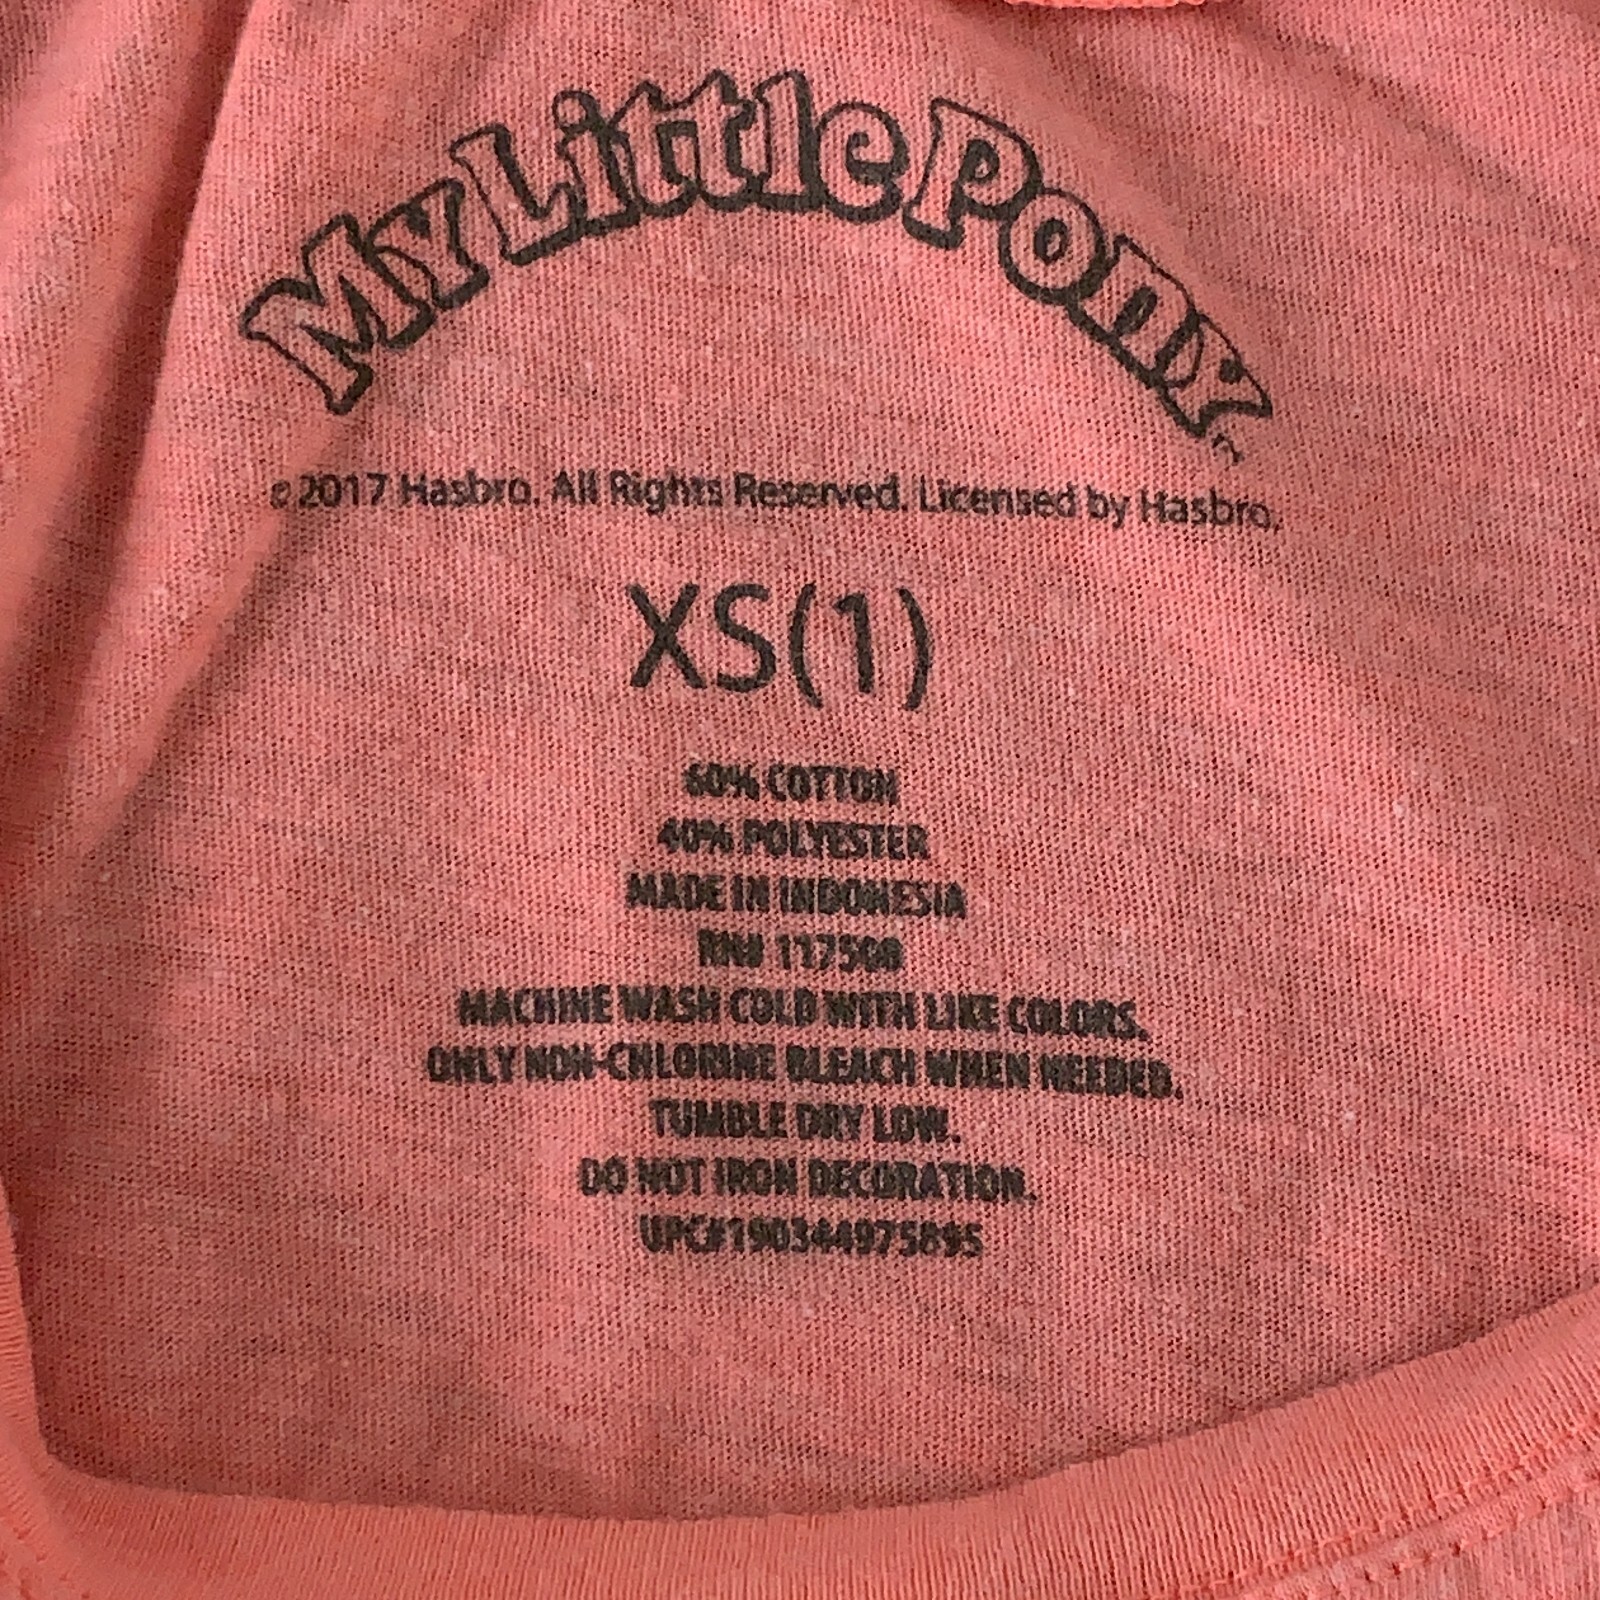 My Little Pony
© 2017 Hasbro. All Rights Reserved. Licensed by Hasbro.
XS(1)
60% COTTON
40% POLYESTER
MADE IN INDONESIA
RN# 117508
MACHINE WASH COLD WITH LIKE COLORS.
ONLY NON-CHLORINE BLEACH WHEN NEEDED.
TUMBLE DRY LOW.
DO NOT IRON DECORATION.